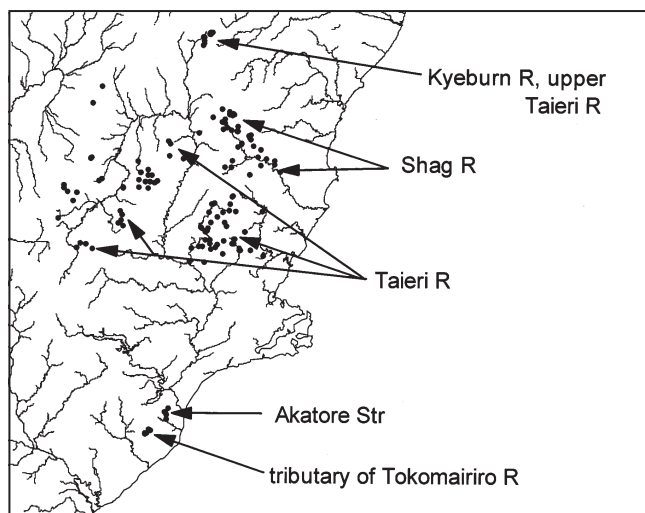 Kyeburn R, upper
Taieri R
Shag R
Taieri R
Akatore Str
tributary of Tokomairiro R